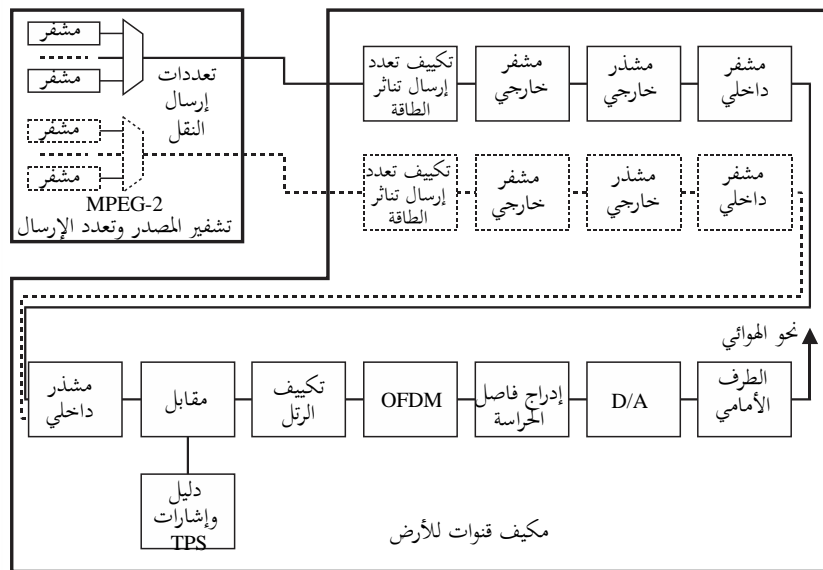 مشفر
مشفر
تعددات
إرسال
النقل
مشفر
مشفر
MPEG-2
تشفير المصدر وتعدد الإرسال
تكييف تعدد
إرسال تناثر
الطاقة
مشفر
خارجي
مشذر
خارجي
مشفر
داخلي
تكييف تعدد
إرسال تناثر
الطاقة
مشفر
خارجي
مشذر
خارجي
مشفر
داخلي
نحو الهوائي
مشذر
داخلي
مقابل
تكييف
الرتل
OFDM
إدراج فاصل
الحراسة
D/A
الطرف
الأمامي
دليل
وإشارات
TPS
مكيف قنوات للأرض